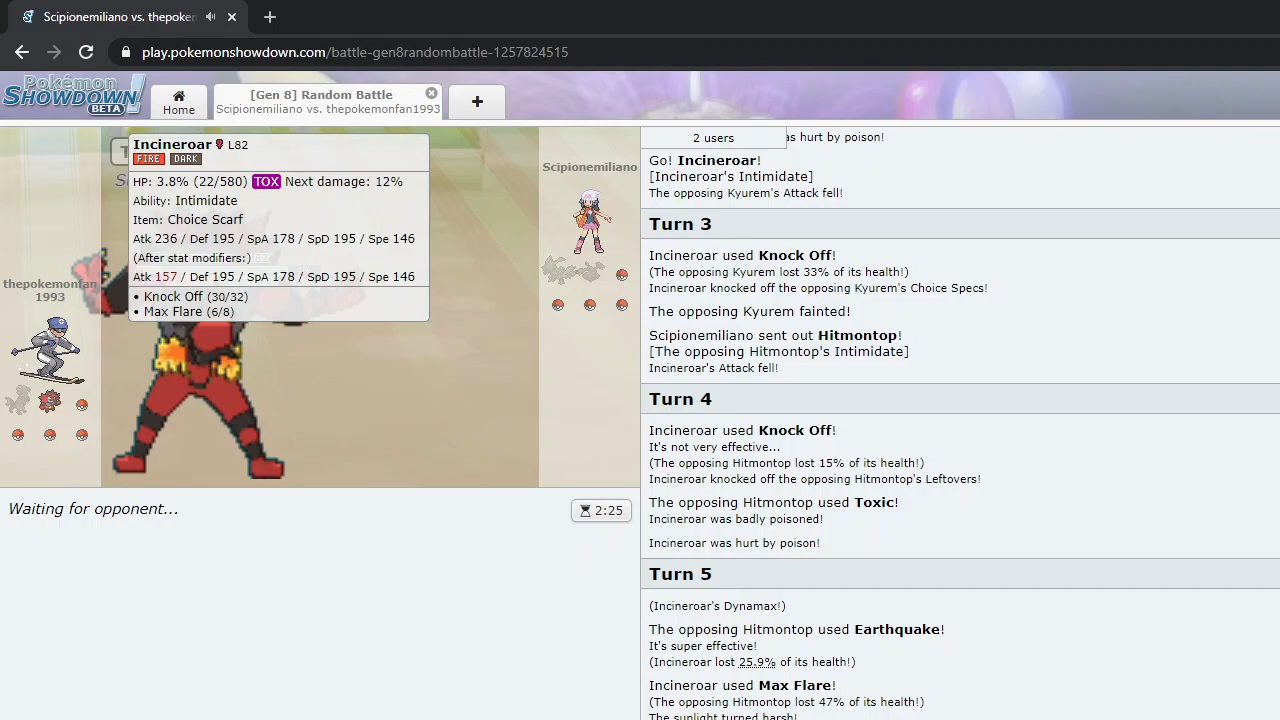 Scipionemiliano vs. thepoken
play.pokemonshowdown.com/battle-gen8randombattle-1257824515
Pokémon
SHOWDOWN!
BETA
Home
[Gen 8] Random Battle
Scipionemiliano vs. thepokemonfan1993
+
2 users
as hurt by poison!
Incineroar L82
FIRE DARK
HP: 3.8% (22/580) TOX Next damage: 12%
Ability: Intimidate
Item: Choice Scarf
Atk 236 / Def 195 / SpA 178 / SpD 195 / Spe 146
(After stat modifiers:)
Atk 157 / Def 195 / SpA 178 / SpD 195 / Spe 146
• Knock Off (30/32)
• Max Flare (6/8)
thepokemonfan
1993
Scipionemiliano
Waiting for opponent...
2:25
Go! Incineroar!
[Incineroar's Intimidate]
The opposing Kyurem's Attack fell!
Turn 3
Incineroar used Knock Off!
(The opposing Kyurem lost 33% of its health!)
Incineroar knocked off the opposing Kyurem's Choice Specs!
The opposing Kyurem fainted!
Scipionemiliano sent out Hitmontop!
[The opposing Hitmontop's Intimidate]
Incineroar's Attack fell!
Turn 4
Incineroar used Knock Off!
It's not very effective...
(The opposing Hitmontop lost 15% of its health!)
Incineroar knocked off the opposing Hitmontop's Leftovers!
The opposing Hitmontop used Toxic!
Incineroar was badly poisoned!
Incineroar was hurt by poison!
Turn 5
(Incineroar's Dynamax!)
The opposing Hitmontop used Earthquake!
It's super effective!
(Incineroar lost 25.9% of its health!)
Incineroar used Max Flare!
(The opposing Hitmontop lost 47% of its health!)
The sunlight turned harsh!